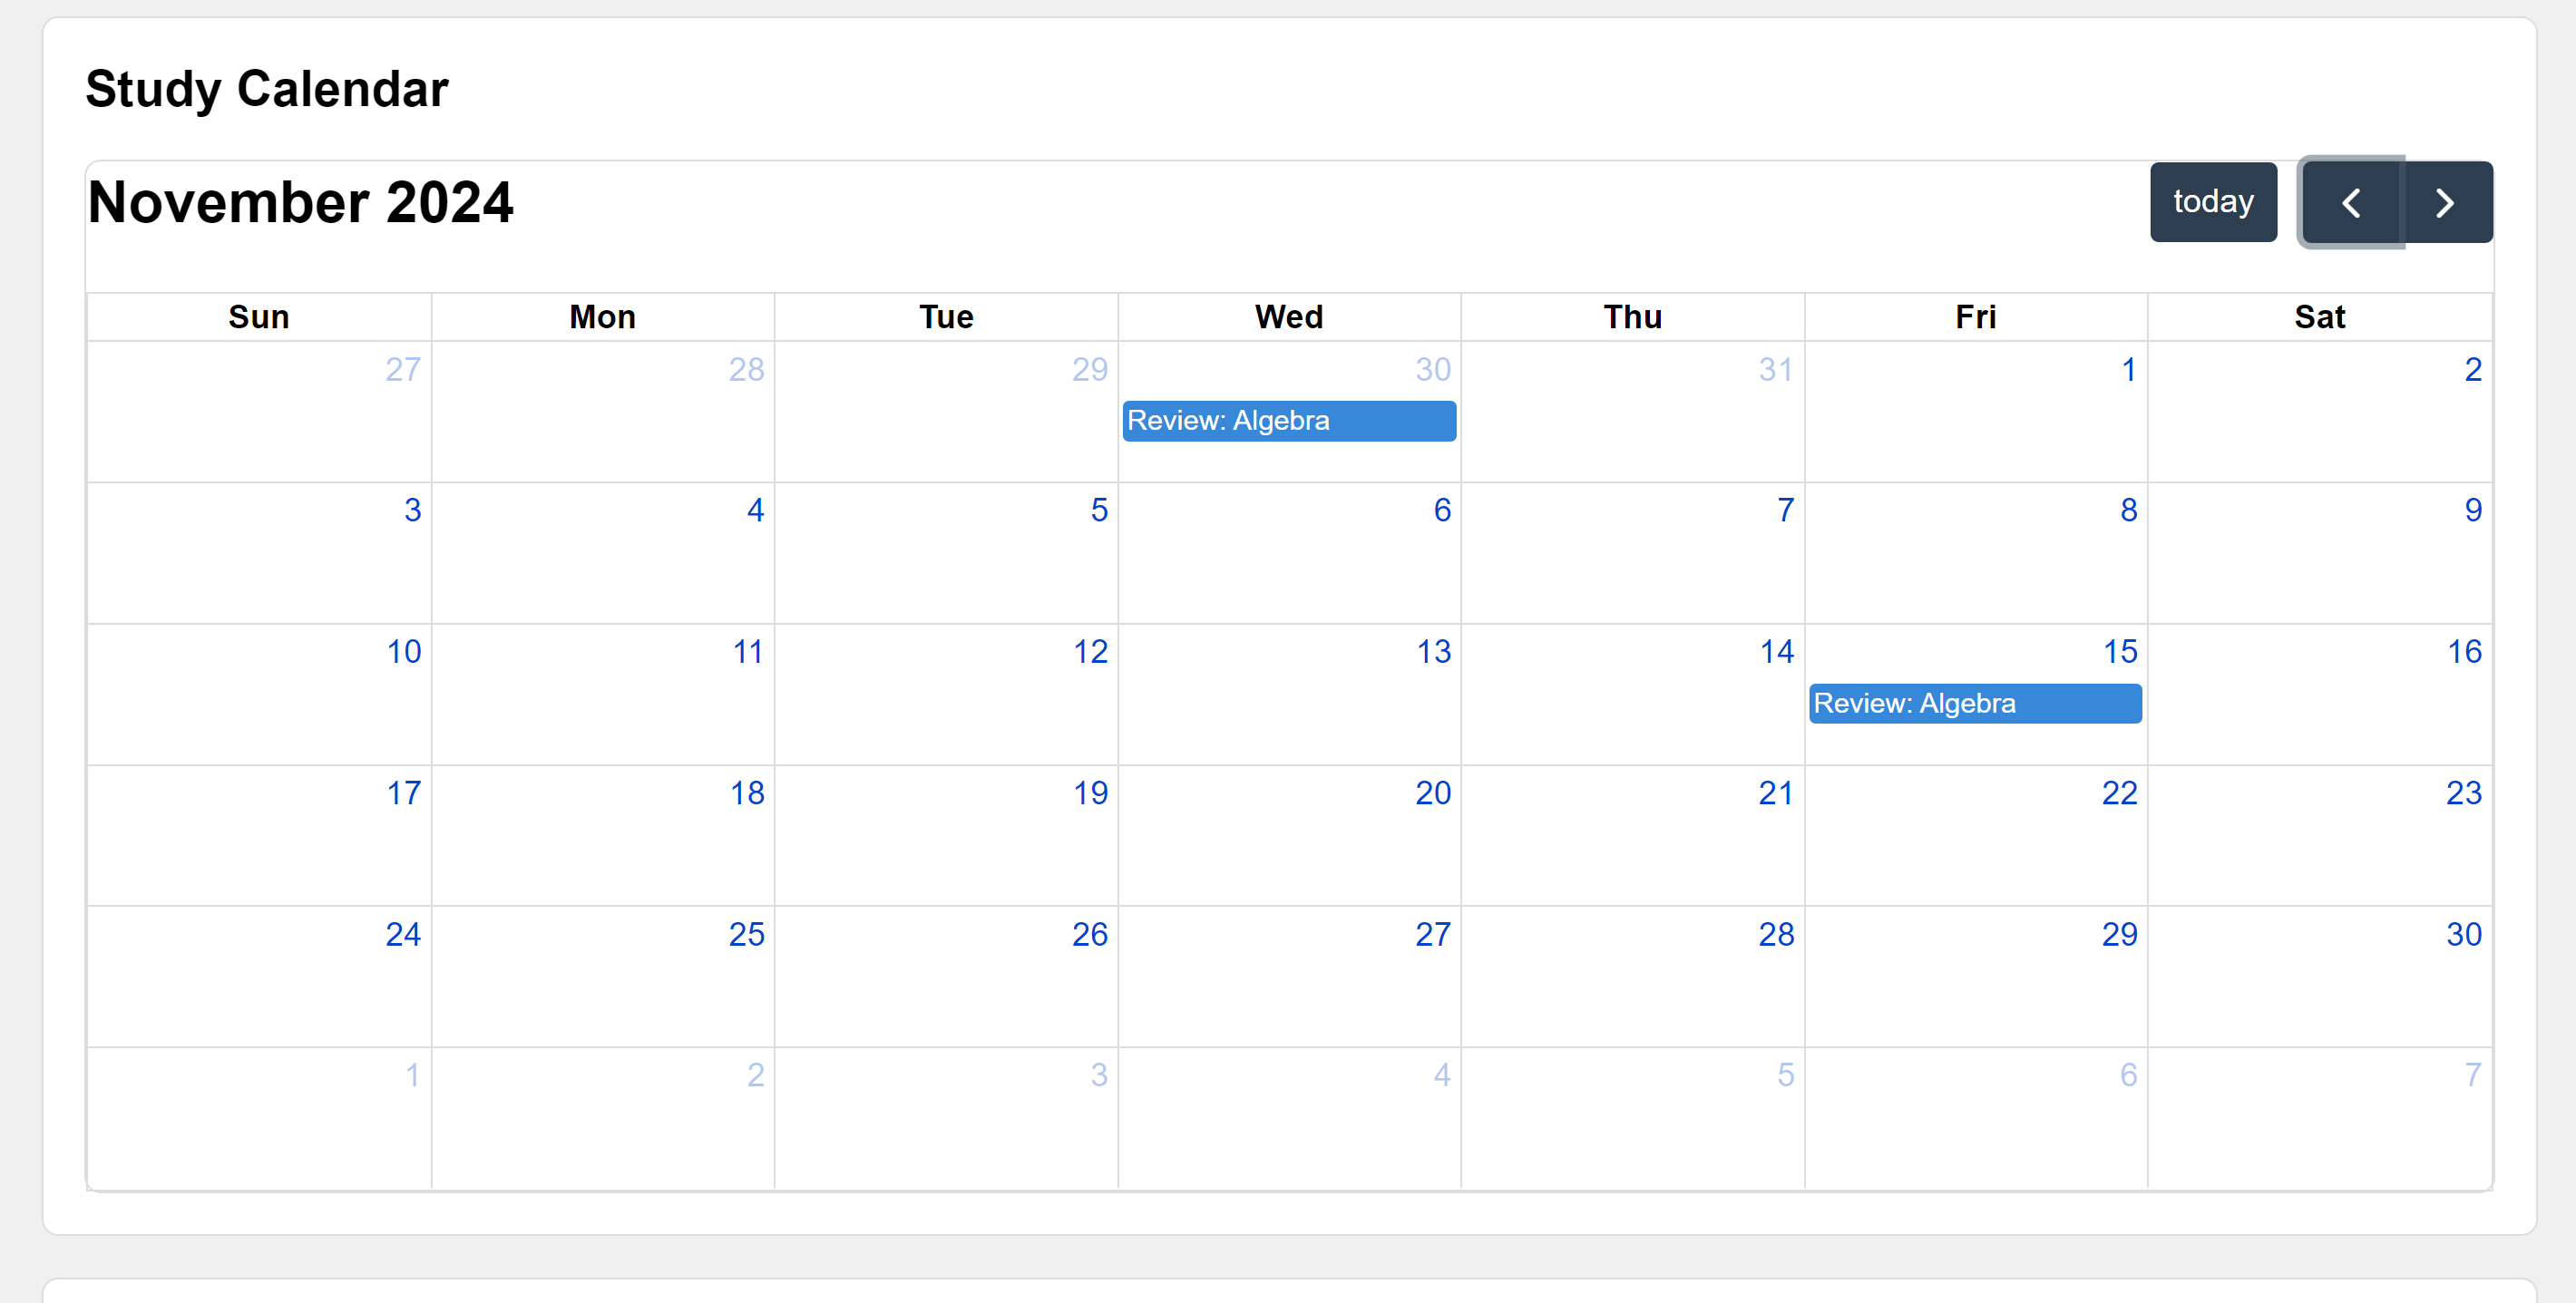 Study Calendar
November 2024
today
Sun Mon Tue Wed Thu Fri Sat
27 28 29 30 31 1 2
Review: Algebra
3 4 5 6 7 8 9
10 11 12 13 14 15 16
Review: Algebra
17 18 19 20 21 22 23
24 25 26 27 28 29 30
1 2 3 4 5 6 7